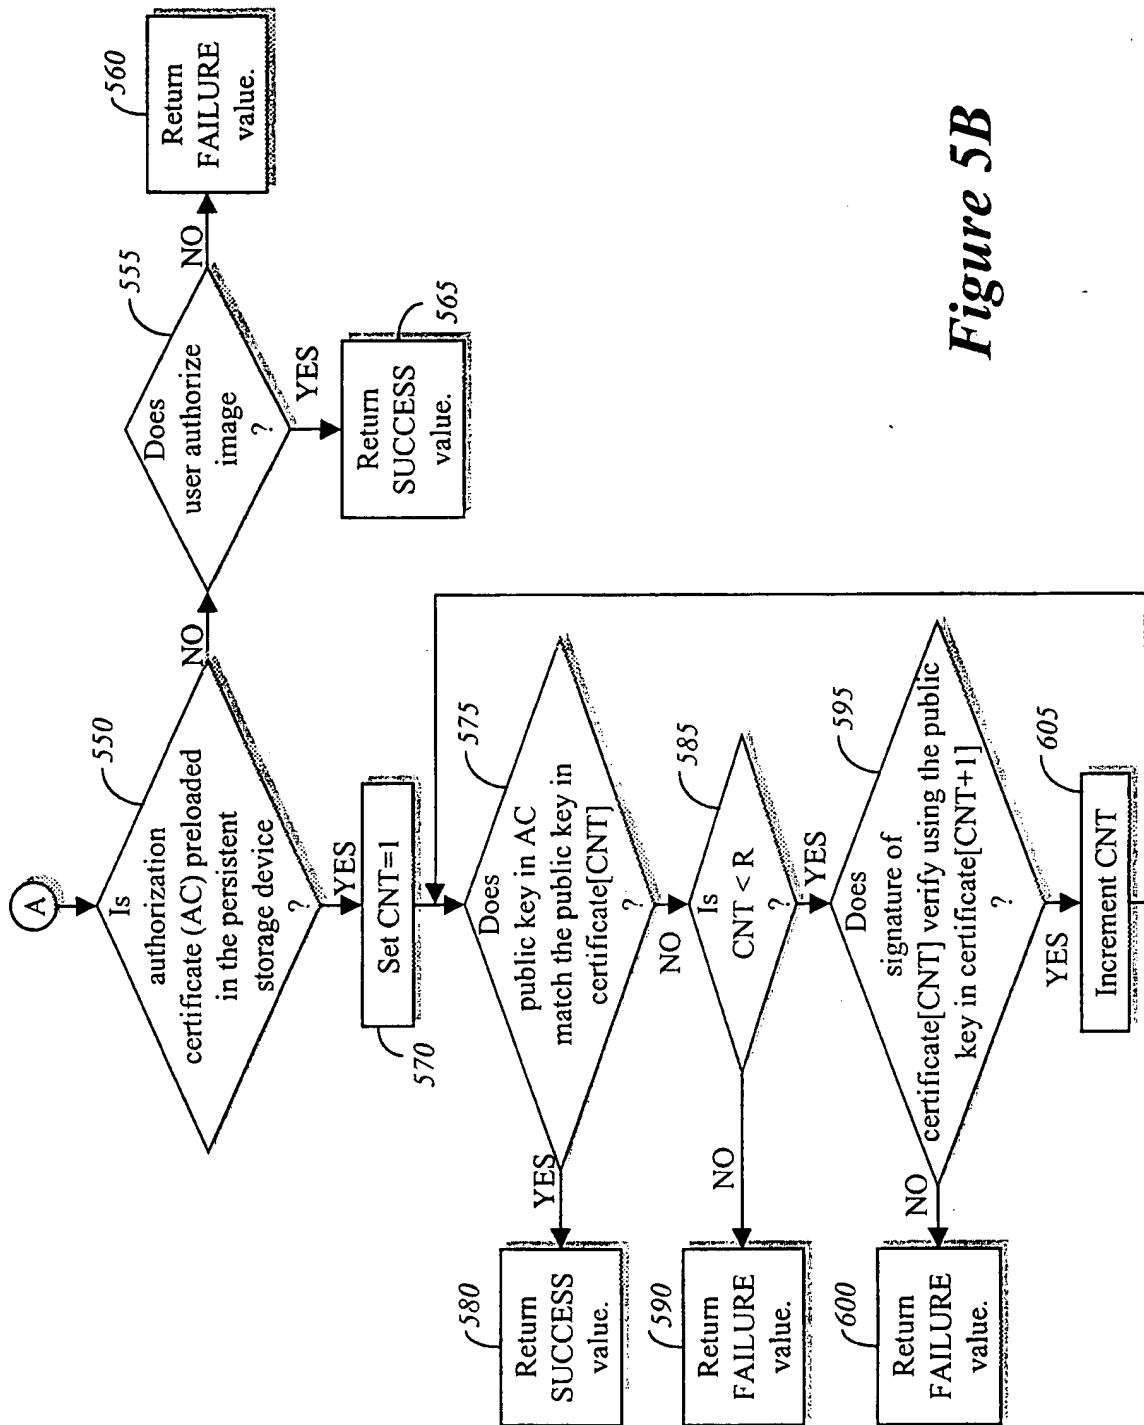 A
550
Is
authorization
certificate (AC) preloaded
in the persistent
storage device
?
NO
YES
555
Does
user authorize
image
?
NO
YES
560
Return
FAILURE
value.
565
Return
SUCCESS
value.
570
Set CNT=1
575
Does
public key in AC
match the public key in
certificate[CNT]
?
YES
NO
580
Return
SUCCESS
value.
585
Is
CNT < R
?
NO
YES
590
Return
FAILURE
value.
595
Does
signature of
certificate[CNT] verify using the public
key in certificate[CNT+1]
?
NO
YES
600
Return
FAILURE
value.
605
Increment CNT
Figure 5B